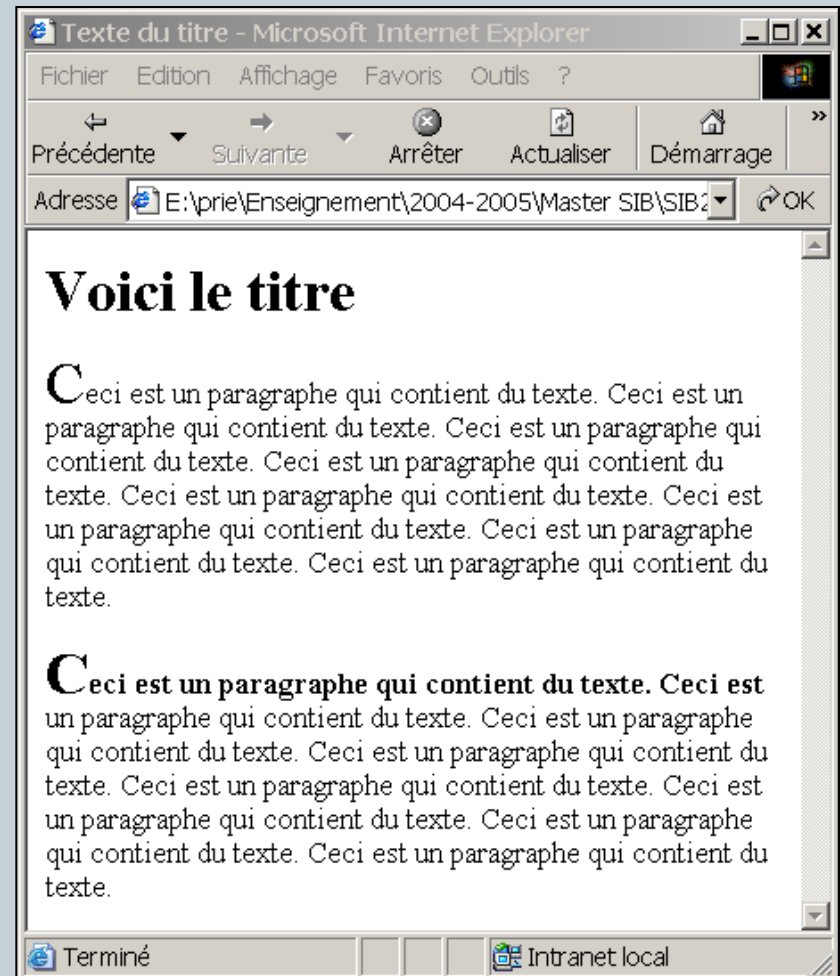 Texte du titre - Microsoft Internet Explorer
Fichier Edition Affichage Favoris Outils ?
Précédente Suivante Arrêter Actualiser Démarrage »
Adresse E:\prie\Enseignement\2004-2005\Master SIB\SIB2 OK
Voici le titre
Ceci est un paragraphe qui contient du texte. Ceci est un
paragraphe qui contient du texte. Ceci est un paragraphe qui
contient du texte. Ceci est un paragraphe qui contient du
texte. Ceci est un paragraphe qui contient du texte. Ceci est
un paragraphe qui contient du texte. Ceci est un paragraphe
qui contient du texte. Ceci est un paragraphe qui contient du
texte.
Ceci est un paragraphe qui contient du texte. Ceci est
un paragraphe qui contient du texte. Ceci est un paragraphe
qui contient du texte. Ceci est un paragraphe qui contient du
texte. Ceci est un paragraphe qui contient du texte. Ceci est
un paragraphe qui contient du texte. Ceci est un paragraphe
qui contient du texte. Ceci est un paragraphe qui contient du
texte.
Terminé Intranet local